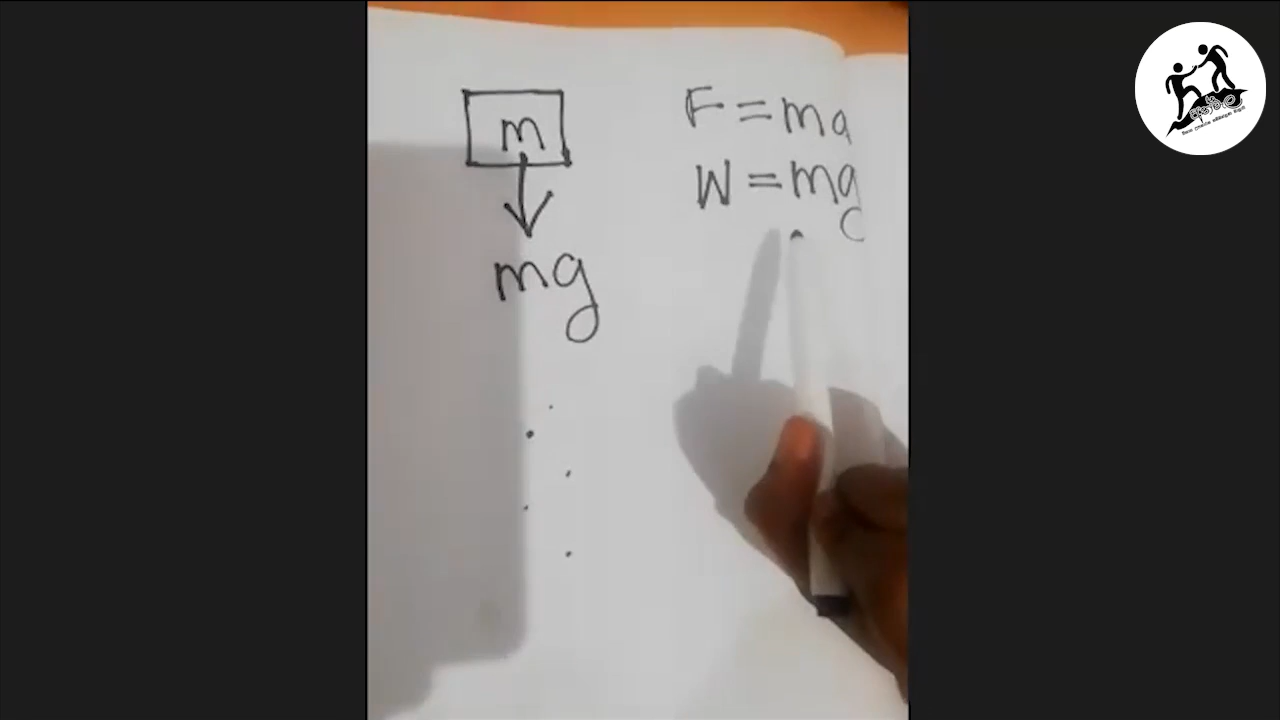 m
mg
F = ma
W = mg